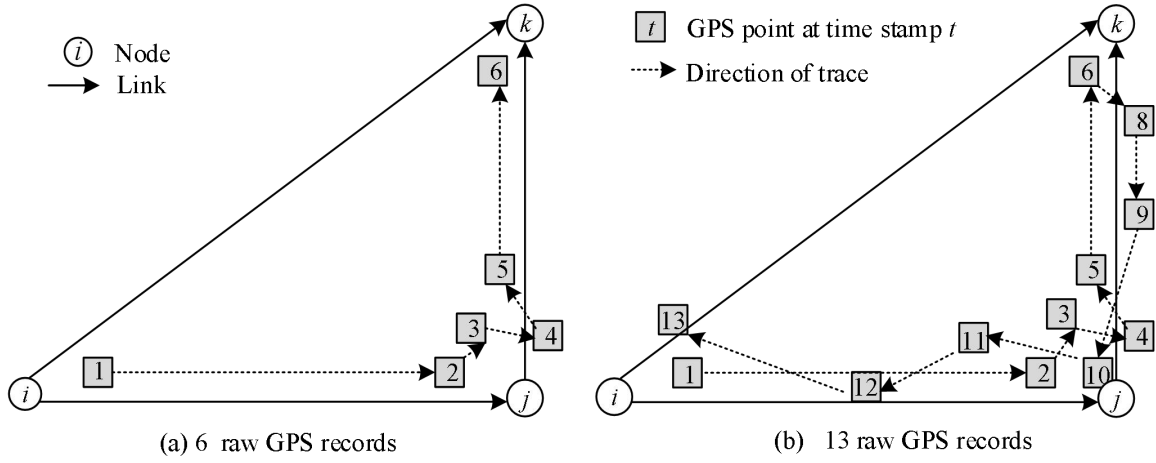 k
k
i Node
Link
t GPS point at time stamp t
Direction of trace
6
6
8
9
5
5
3
4
3
4
13
11
1
2
1
2
10
12
i
j
i
j
(a) 6 raw GPS records
(b) 13 raw GPS records